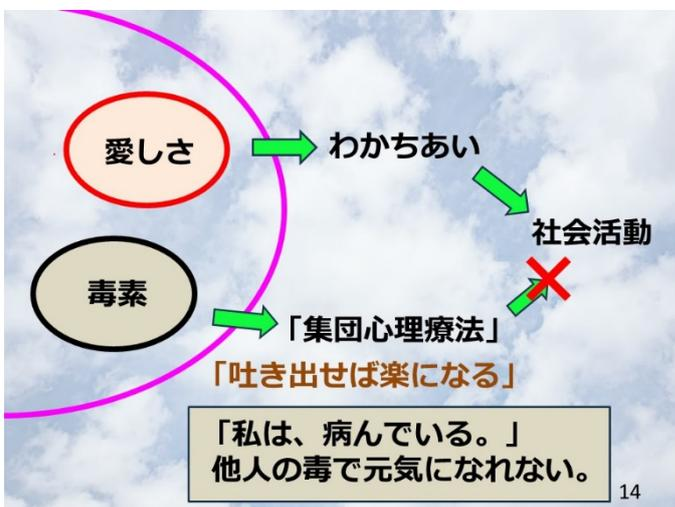 愛しさ
わかちあい
社会活動
毒素
「集団心理療法」
「吐き出せば楽になる」
「私は、病んでいる。」
他人の毒で元気になれない。
14